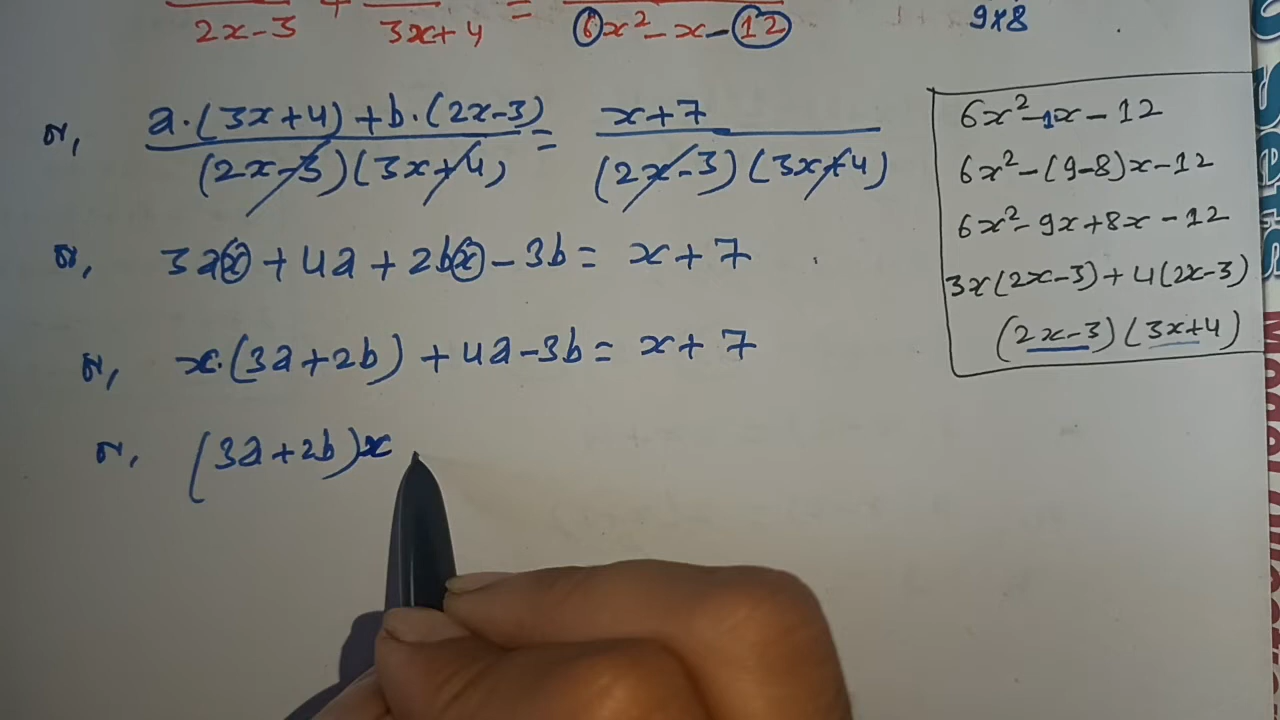 2x-3 + 3x+4 = 6x²-x-12
9×8
or, a·(3x+4)+b·(2x-3) / (2x-3)(3x+4) = x+7 / (2x-3)(3x+4)
or, 3ax+4a+2bx-3b= x+7
or, x·(3a+2b)+4a-3b= x+7
or, (3a+2b)x
6x²-1x-12
6x²-(9-8)x-12
6x²-9x+8x-12
3x(2x-3)+4(2x-3)
(2x-3)(3x+4)
Sets